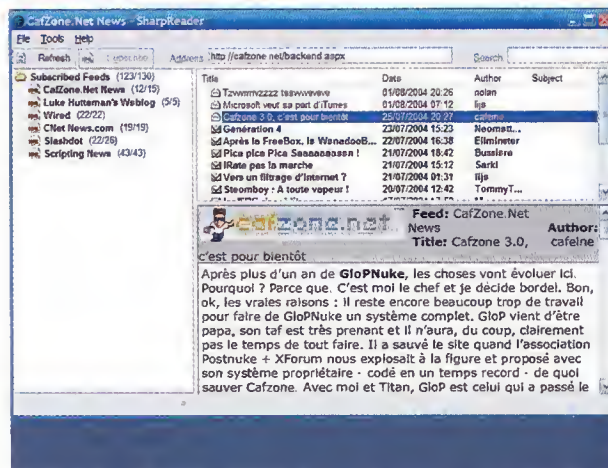 CafZone.Net News - SharpReader
File Tools Help
Refresh Address http://cafzone.net/backend.aspx Search
Subscribed Feeds (123/130)
CafZone.Net News (12/15)
Luke Hutteman's Weblog (5/5)
Wired (22/22)
CNet News.com (19/19)
Slashdot (22/26)
Scripting News (43/43)
Title Date Author Subject
01/08/2004 20:26 nolan
Microsoft veut sa part d'iTunes 01/08/2004 07:12 lijs
Cafzone 3.0, c'est pour bientôt 25/07/2004 20:27 cafeine
Génération 4 23/07/2004 15:23 Neomatt...
Après la FreeBox, la WanadooB... 22/07/2004 16:38 Eliminater
Pica pica Pica Saaaaaaassa ! 21/07/2004 18:42 Bussiere
IRate pas la marche 21/07/2004 15:12 Sarki
Vers un filtrage d'Internet ? 21/07/2004 01:31 lijs
Steamboy : A toute vapeur ! 20/07/2004 12:42 TommyT...
cafzone.net
Feed: CafZone.Net News
Author: cafeine
Title: Cafzone 3.0, c'est pour bientôt
Après plus d'un an de GloPNuke, les choses vont évoluer ici.
Pourquoi ? Parce que. C'est moi le chef et je décide bordel. Bon,
ok, les vraies raisons : il reste encore beaucoup trop de travail
pour faire de GloPNuke un système complet. GloP vient d'être
papa, son taf est très prenant et il n'aura, du coup, clairement
pas le temps de tout faire. Il a sauvé le site quand l'association
Postnuke + XForum nous explosait à la figure et proposé avec
son système propriétaire - codé en un temps record - de quoi
sauver Cafzone. Avec moi et Titan, GloP est celui qui a passé le